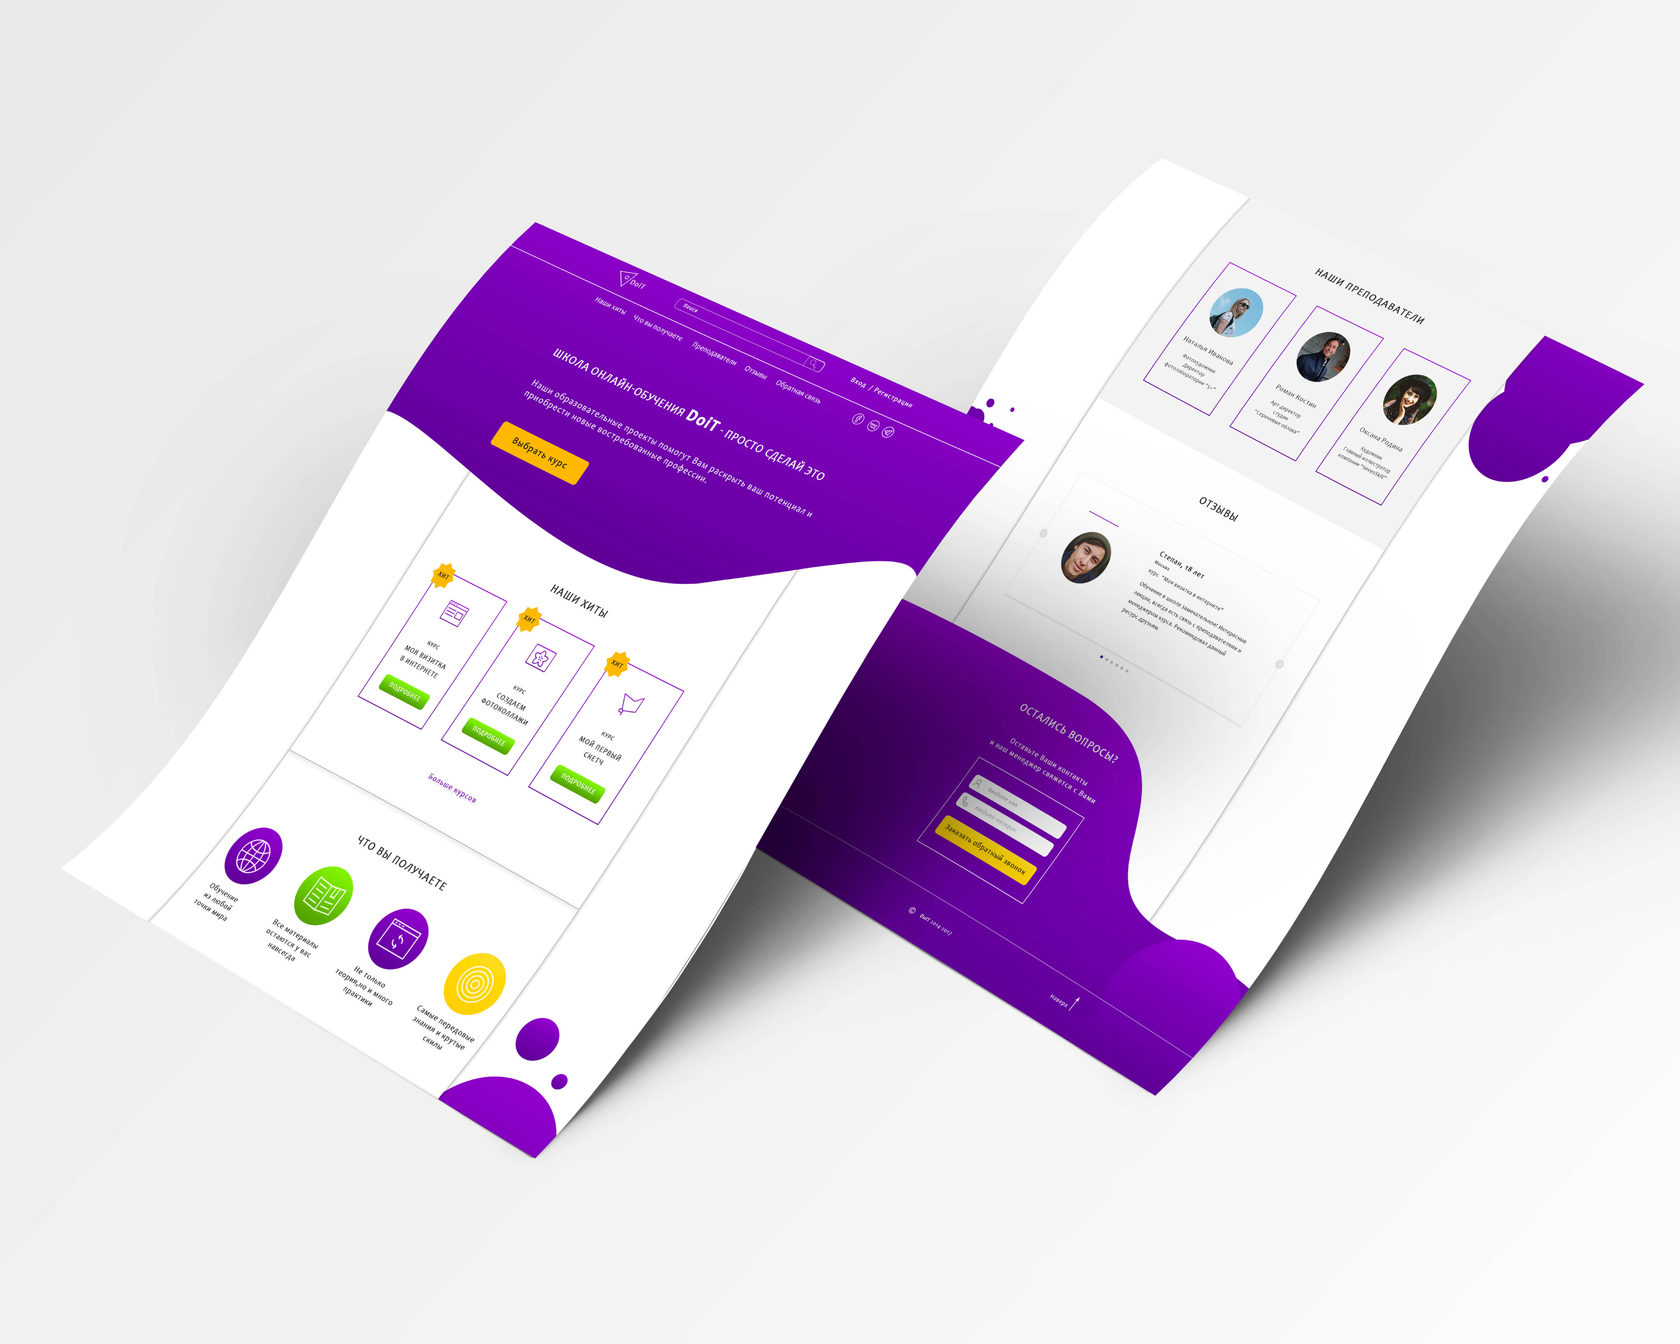 DoIT
поиск
Вход / Регистрация
Наши хиты
Что вы получаете
Преподаватели
Отзывы
Обратная связь
ШКОЛА ОНЛАЙН-ОБУЧЕНИЯ DoIT - ПРОСТО СДЕЛАЙ ЭТО
Наши образовательные проекты помогут Вам раскрыть ваш потенциал и
приобрести новые востребованные профессии.
Выбрать курс
НАШИ ХИТЫ
ХИТ
КУРС
МОЯ ВИЗИТКА
В ИНТЕРНЕТЕ
ПОДРОБНЕЕ
ХИТ
КУРС
СОЗДАЕМ
ФОТОКОЛЛАЖИ
ПОДРОБНЕЕ
ХИТ
КУРС
МОЙ ПЕРВЫЙ
СКЕТЧ
ПОДРОБНЕЕ
Больше курсов
ЧТО ВЫ ПОЛУЧАЕТЕ
Обучение
из любой
точки мира
Все материалы
остаются у вас
навсегда
Не только
теория,но и много
практики
Самые передовые
знания и крутые
скилы
НАШИ ПРЕПОДАВАТЕЛИ
Наталья Иванова
Фотохудожник
Директор
фотолаборатории "5+"
Роман Костин
Арт-директор
студии
"Сиреневые облака"
Оксана Родина
Художник
Главный иллюстратор
компании
ОТЗЫВЫ
Степан, 18 лет
Москва
курс "Моя визитка в интернете"
Обучение в школе замечательное! Интересные
лекции, всегда есть связь с преподавателями и
менеджером курса. Рекомендовал данный
ресурс друзьям.
ОСТАЛИСЬ ВОПРОСЫ?
Оставьте Ваши контакты
и наш менеджер свяжется с Вами
введите имя
введите телефон
Заказать обратный звонок
© DoIT 2014-2017
Наверх